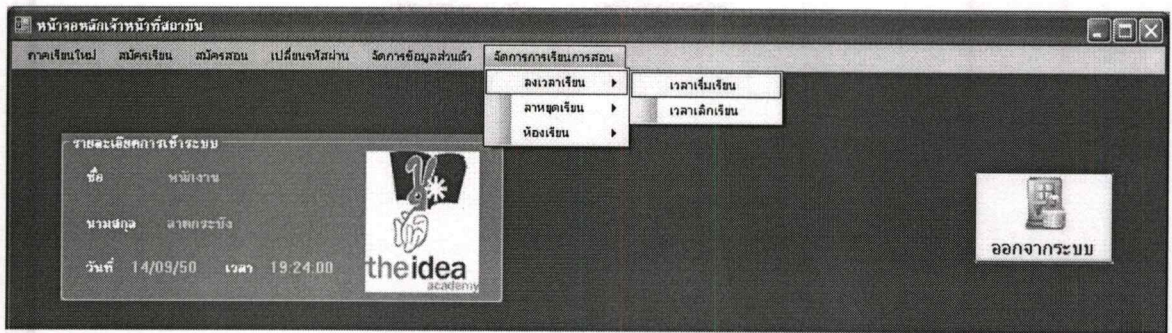 หน้าจอหลักเจ้าหน้าที่สถาบัน
ภาคเรียนใหม่ สมัครเรียน สมัครสอน เปลี่ยนรหัสผ่าน จัดการข้อมูลส่วนตัว จัดการการเรียนการสอน
ลงเวลาเรียน เวลาเริ่มเรียน
ลาหยุดเรียน เวลาเลิกเรียน
ห้องเรียน
รายละเอียดการเข้าระบบ
ชื่อ พนักงาน
นามสกุล ลาดกระบัง
วันที่ 14/09/50 เวลา 19:24:00
theidea
academy
ออกจากระบบ